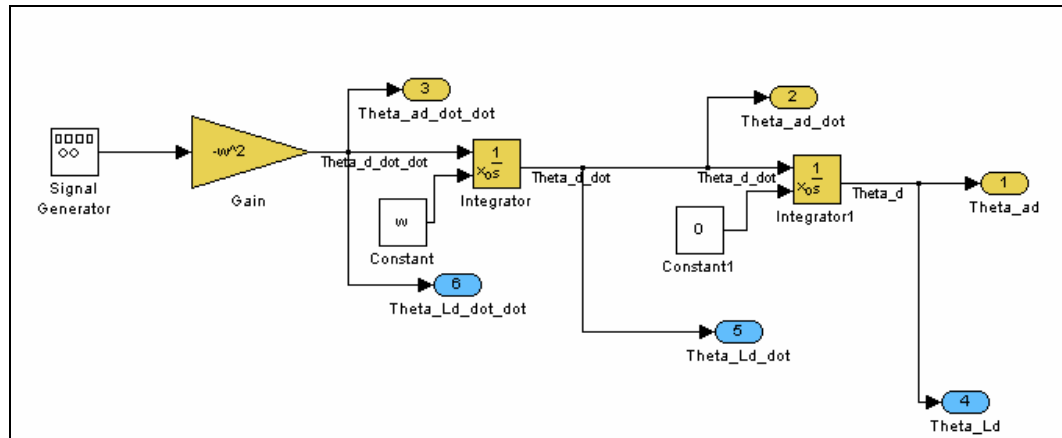 3
Theta_ad_dot_dot
2
Theta_ad_dot
Signal
Generator
-w^2
Gain
Theta_d_dot_dot
1
xos
Integrator
Theta_d_dot
Theta_d_dot
1
xos
Integrator1
Theta_d
1
Theta_ad
w
Constant
0
Constant1
6
Theta_Ld_dot_dot
5
Theta_Ld_dot
4
Theta_Ld